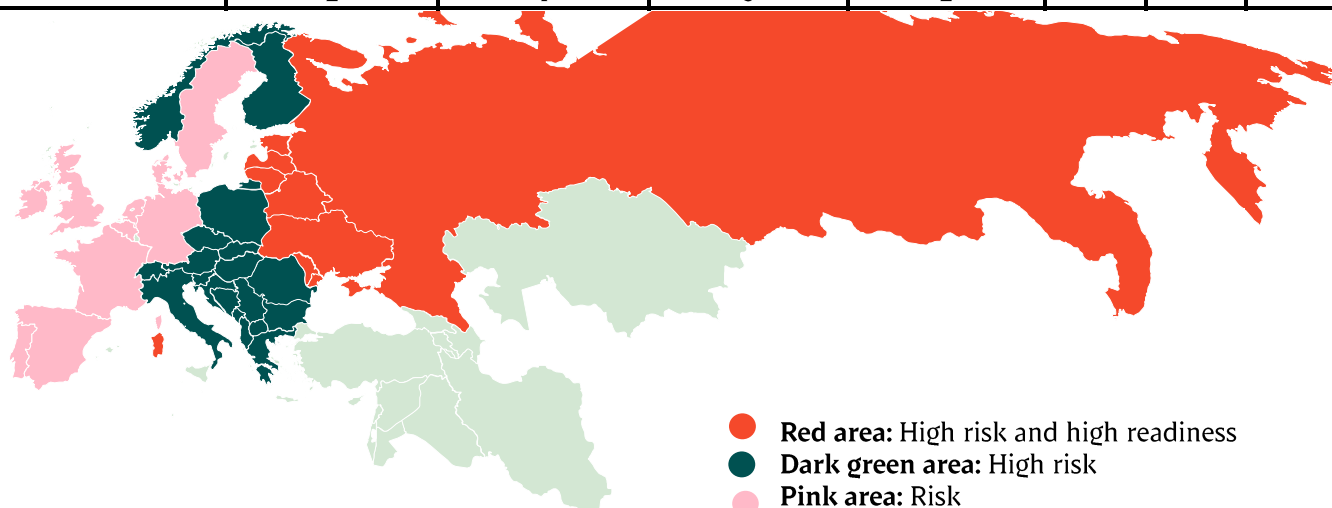 Red area: High risk and high readiness
Dark green area: High risk
Pink area: Risk